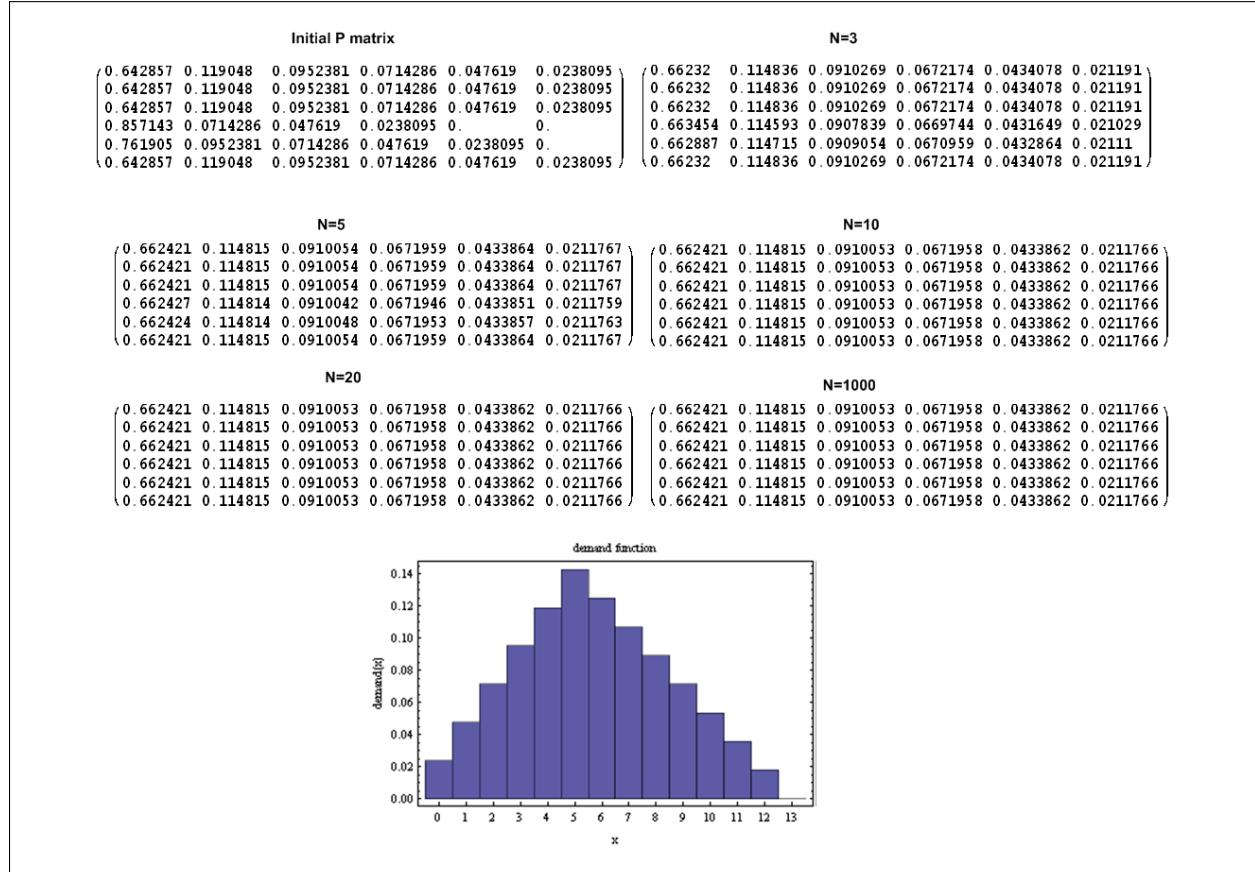 Initial P matrix
0.642857 0.119048 0.0952381 0.0714286 0.047619 0.0238095
0.642857 0.119048 0.0952381 0.0714286 0.047619 0.0238095
0.642857 0.119048 0.0952381 0.0714286 0.047619 0.0238095
0.857143 0.0714286 0.047619 0.0238095 0. 0.
0.761905 0.0952381 0.0714286 0.047619 0.0238095 0.
0.642857 0.119048 0.0952381 0.0714286 0.047619 0.0238095
N=3
0.66232 0.114836 0.0910269 0.0672174 0.0434078 0.021191
0.66232 0.114836 0.0910269 0.0672174 0.0434078 0.021191
0.66232 0.114836 0.0910269 0.0672174 0.0434078 0.021191
0.663454 0.114593 0.0907839 0.0669744 0.0431649 0.021029
0.662887 0.114715 0.0909054 0.0670959 0.0432864 0.02111
0.66232 0.114836 0.0910269 0.0672174 0.0434078 0.021191
N=5
0.662421 0.114815 0.0910054 0.0671959 0.0433864 0.0211767
0.662421 0.114815 0.0910054 0.0671959 0.0433864 0.0211767
0.662421 0.114815 0.0910054 0.0671959 0.0433864 0.0211767
0.662427 0.114814 0.0910042 0.0671946 0.0433851 0.0211759
0.662424 0.114814 0.0910048 0.0671953 0.0433857 0.0211763
0.662421 0.114815 0.0910054 0.0671959 0.0433864 0.0211767
N=10
0.662421 0.114815 0.0910053 0.0671958 0.0433862 0.0211766
0.662421 0.114815 0.0910053 0.0671958 0.0433862 0.0211766
0.662421 0.114815 0.0910053 0.0671958 0.0433862 0.0211766
0.662421 0.114815 0.0910053 0.0671958 0.0433862 0.0211766
0.662421 0.114815 0.0910053 0.0671958 0.0433862 0.0211766
0.662421 0.114815 0.0910053 0.0671958 0.0433862 0.0211766
N=20
0.662421 0.114815 0.0910053 0.0671958 0.0433862 0.0211766
0.662421 0.114815 0.0910053 0.0671958 0.0433862 0.0211766
0.662421 0.114815 0.0910053 0.0671958 0.0433862 0.0211766
0.662421 0.114815 0.0910053 0.0671958 0.0433862 0.0211766
0.662421 0.114815 0.0910053 0.0671958 0.0433862 0.0211766
0.662421 0.114815 0.0910053 0.0671958 0.0433862 0.0211766
N=1000
0.662421 0.114815 0.0910053 0.0671958 0.0433862 0.0211766
0.662421 0.114815 0.0910053 0.0671958 0.0433862 0.0211766
0.662421 0.114815 0.0910053 0.0671958 0.0433862 0.0211766
0.662421 0.114815 0.0910053 0.0671958 0.0433862 0.0211766
0.662421 0.114815 0.0910053 0.0671958 0.0433862 0.0211766
0.662421 0.114815 0.0910053 0.0671958 0.0433862 0.0211766
demand function
demand(x)
0.14
0.12
0.10
0.08
0.06
0.04
0.02
0.00
0 1 2 3 4 5 6 7 8 9 10 11 12 13
x